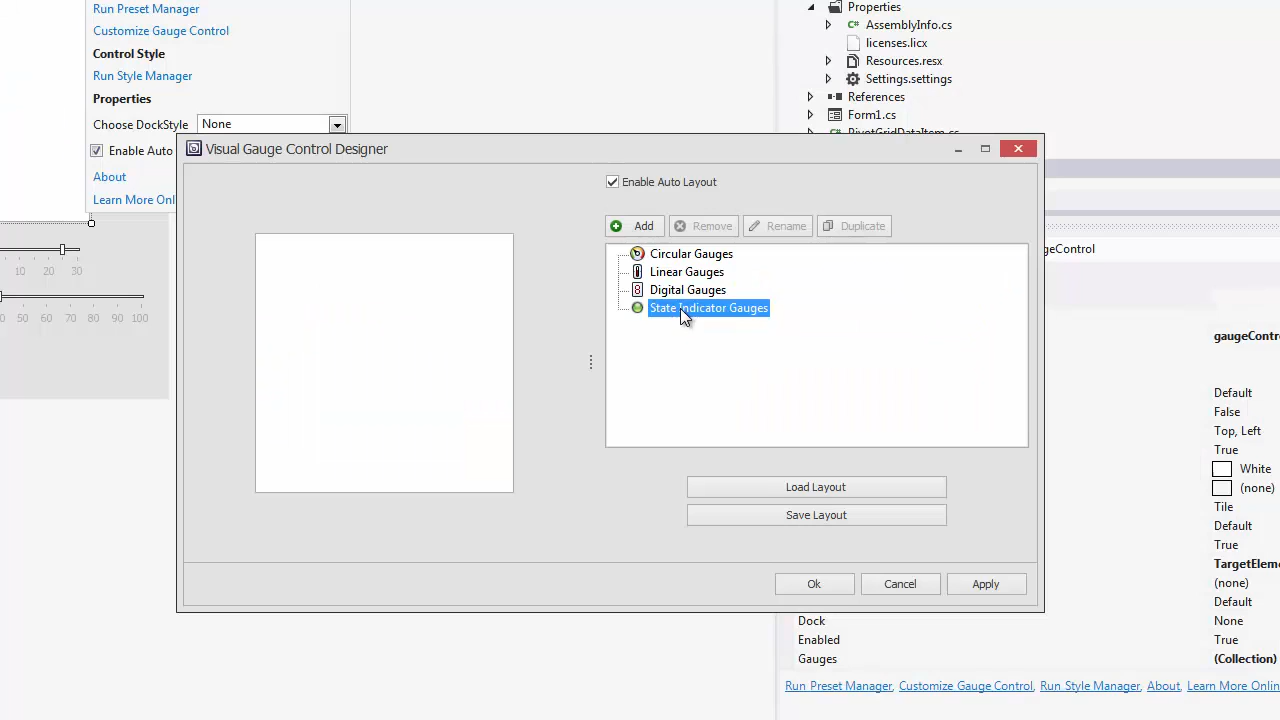 Run Preset Manager
Customize Gauge Control
Control Style
Run Style Manager
Properties
Choose DockStyle None
Enable Auto
About
Learn More Onl
10 20 30
50 60 70 80 90 100
Properties
AssemblyInfo.cs
licenses.licx
Resources.resx
Settings.settings
References
Form1.cs
PivotGridDataItem.cs
Visual Gauge Control Designer
Enable Auto Layout
Add Remove Rename Duplicate
Circular Gauges
Linear Gauges
Digital Gauges
State Indicator Gauges
Load Layout
Save Layout
Ok Cancel Apply
geControl
gaugeContr
Default
False
Top, Left
True
White
(none)
Tile
Default
True
TargetElem
(none)
Default
Dock None
Enabled True
Gauges (Collection)
Run Preset Manager, Customize Gauge Control, Run Style Manager, About, Learn More Onlin